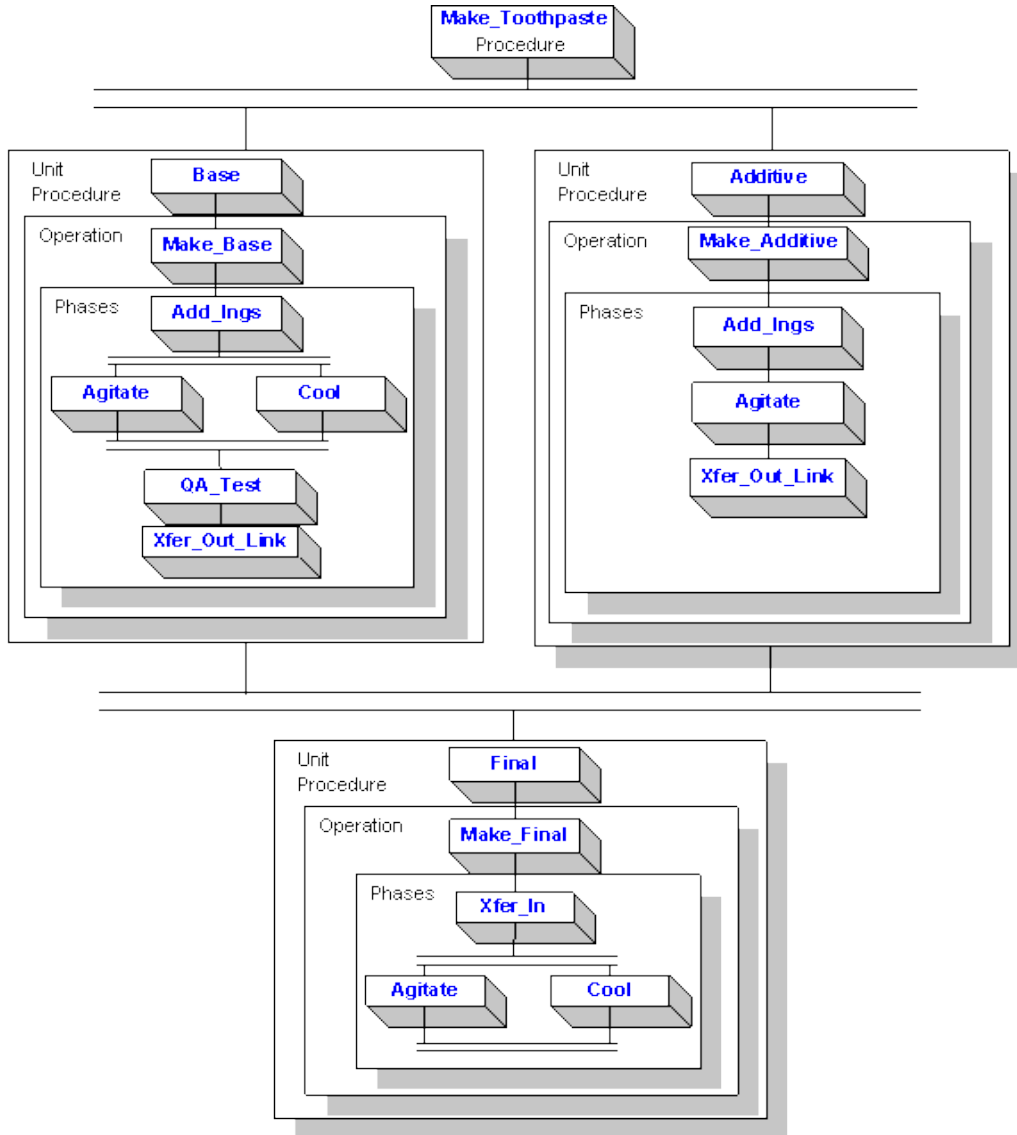 Make_Toothpaste
Procedure
Unit
Procedure
Base
Operation
Make_Base
Phases
Add_Ings
Agitate
Cool
QA_Test
Xfer_Out_Link
Unit
Procedure
Additive
Operation
Make_Additive
Phases
Add_Ings
Agitate
Xfer_Out_Link
Unit
Procedure
Final
Operation
Make_Final
Phases
Xfer_In
Agitate
Cool